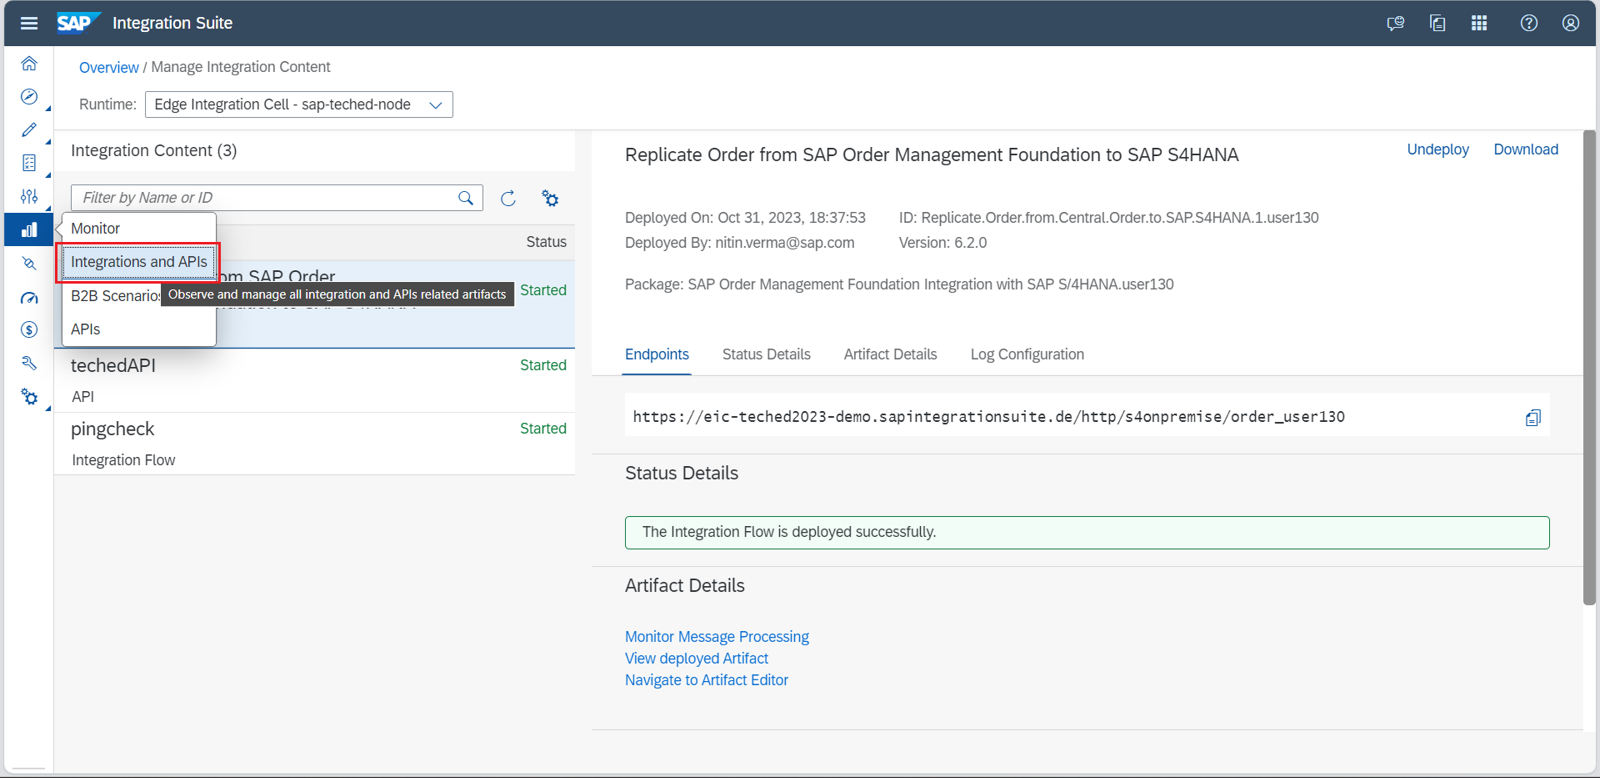 SAP Integration Suite
Overview / Manage Integration Content
Runtime: Edge Integration Cell - sap-teched-node
Integration Content (3)
Filter by Name or ID
Monitor
Integrations and APIs
B2B Scenarios
APIs
Observe and manage all integration and APIs related artifacts
Status
om SAP Order
Started
techedAPI
Started
API
pingcheck
Started
Integration Flow
Replicate Order from SAP Order Management Foundation to SAP S4HANA
Undeploy Download
Deployed On: Oct 31, 2023, 18:37:53 ID: Replicate.Order.from.Central.Order.to.SAP.S4HANA.1.user130
Deployed By: nitin.verma@sap.com Version: 6.2.0
Package: SAP Order Management Foundation Integration with SAP S/4HANA.user130
Endpoints Status Details Artifact Details Log Configuration
https://eic-teched2023-demo.sapintegrationsuite.de/http/s4onpremise/order_user130
Status Details
The Integration Flow is deployed successfully.
Artifact Details
Monitor Message Processing
View deployed Artifact
Navigate to Artifact Editor